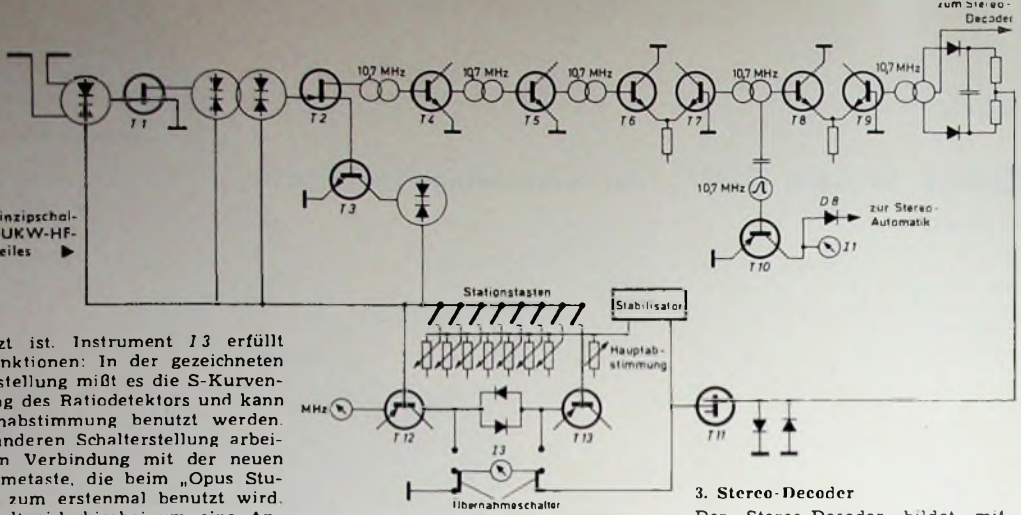 zum Stereo-
Decoder
10,7 MHz
10,7 MHz
10,7 MHz
10,7 MHz
10,7 MHz
T1
T2
T4
T5
T6
T7
T8
T9
T3
10,7 MHz
D8
zur Stereo-
Automatik
I1
T10
inzipschal-
UKW-HF-
eiles
Stationstasten
Stabilisator
Hauptab-
stimmung
MHz
T12
T13
T11
I3
Übernahmeschalter
zt ist. Instrument I3 erfüllt
nktionen: In der gezeichneten
stellung mißt es die S-Kurven-
ng des Ratiodetektors und kann
nabstimmung benutzt werden.
anderen Schalterstellung arbei-
n Verbindung mit der neuen
metaste, die beim „Opus Stu-
zum erstenmal benutzt wird.
3. Stereo-Decoder
Der Stereo-Decoder bildet mit